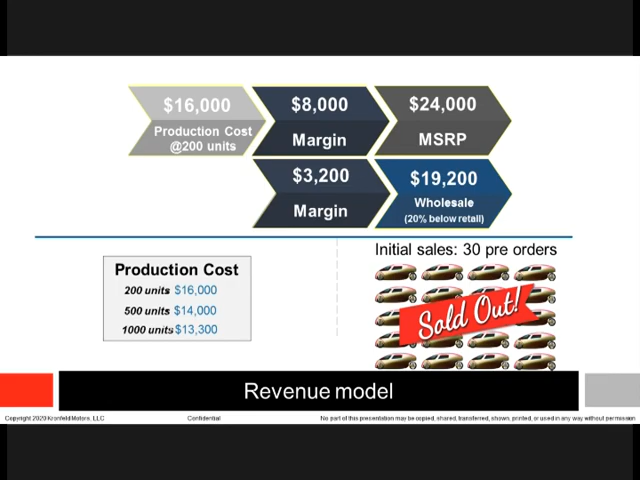 $16,000
Production Cost
@200 units
$8,000
Margin
$24,000
MSRP
$3,200
Margin
$19,200
Wholesale
(20% below retail)
Production Cost
200 units $16,000
500 units $14,000
1000 units $13,300
Initial sales: 30 pre orders
Sold Out!
Revenue model
Copyright 2020 Kronfeld Motors, LLC
Confidential
No part of this presentation may be copied, shared, transferred, shown, printed, or used in any way without permission